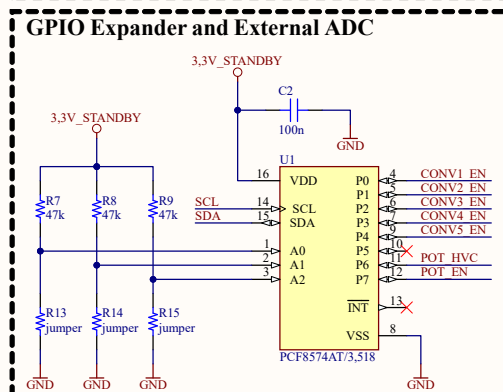 GPIO Expander and External ADC
3,3V_STANDBY
C2
100n
GND
3,3V_STANDBY
R7
47k
R8
47k
R9
47k
R13
jumper
R14
jumper
R15
jumper
GND
GND
GND
U1
16 VDD
SCL 14 SCL
SDA 15 SDA
1 A0
2 A1
3 A2
P0 4 CONV1_EN
P1 5 CONV2_EN
P2 6 CONV3_EN
P3 7 CONV4_EN
P4 9 CONV5_EN
P5 10
P6 11 POT_HVC
P7 12 POT_EN
INT 13
VSS 8
PCF8574AT/3,518
GND